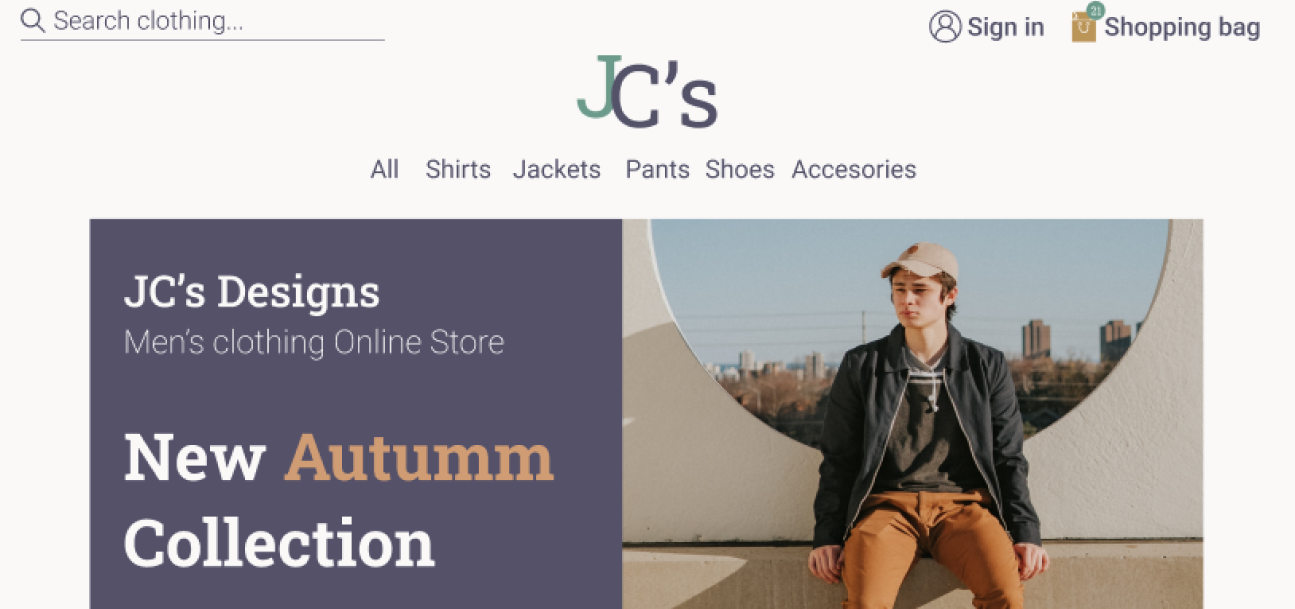 Search clothing...
Sign in
21
Shopping bag
JC’s
All Shirts Jackets Pants Shoes Accesories
JC’s Designs
Men’s clothing Online Store
New Autumm
Collection